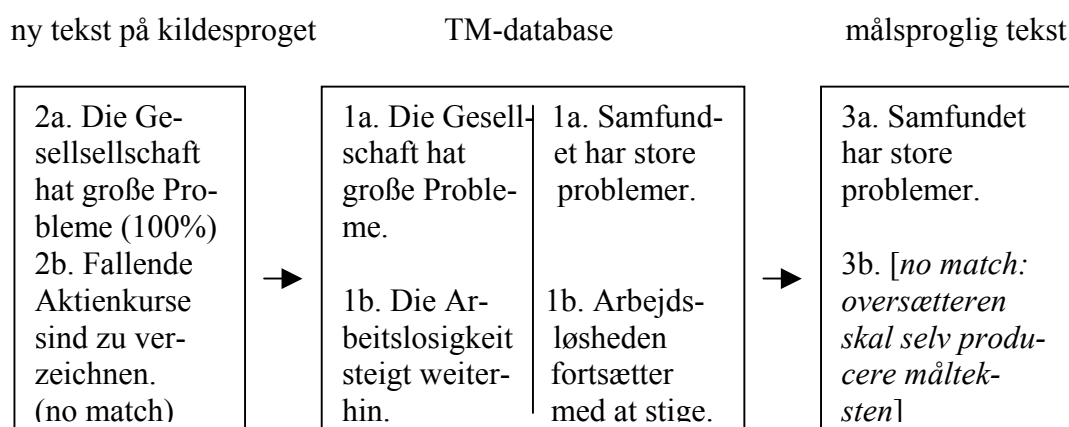 ny tekst på kildesproget
TM-database
målsproglig tekst
2a. Die Ge-
sellsellschaft
hat große Pro-
bleme (100%)
2b. Fallende
Aktienkurse
sind zu ver-
zeichnen.
(no match)
1a. Die Gesell-
schaft hat
große Proble-
me.
1b. Die Ar-
beitslosigkeit
steigt weiter-
hin.
1a. Samfund-
et har store
problemer.
1b. Arbejds-
løsheden
fortsætter
med at stige.
3a. Samfundet
har store
problemer.
3b. [no match:
oversætteren
skal selv produ-
cere måltek-
sten]